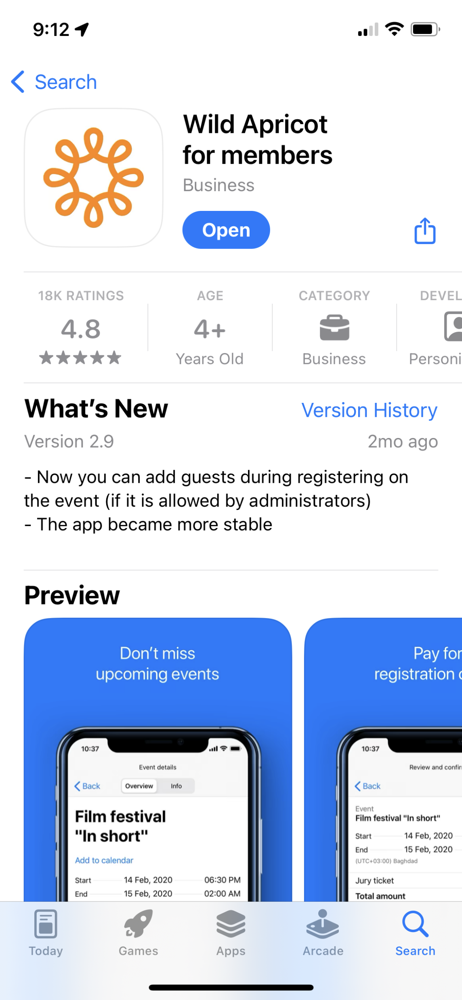 9:12
Search
Wild Apricot
for members
Business
Open
18K RATINGS
4.8
AGE
4+
Years Old
CATEGORY
Business
DEVEL
Personi
What's New
Version History
Version 2.9
2mo ago
- Now you can add guests during registering on
the event (if it is allowed by administrators)
- The app became more stable
Preview
Don't miss
upcoming events
10:37
Event details
Back
Overview
Info
Film festival
"In short"
Add to calendar
Start 14 Feb, 2020 06:30 PM
End 15 Feb, 2020 02:00 AM
Pay for
registration
10:37
Review and confir
Back
Event
Film festival "In short"
Start 14 Feb, 2020
End 15 Feb, 2020
(UTC+03:00) Baghdad
Jury ticket
Total amount
Today
Games
Apps
Arcade
Search